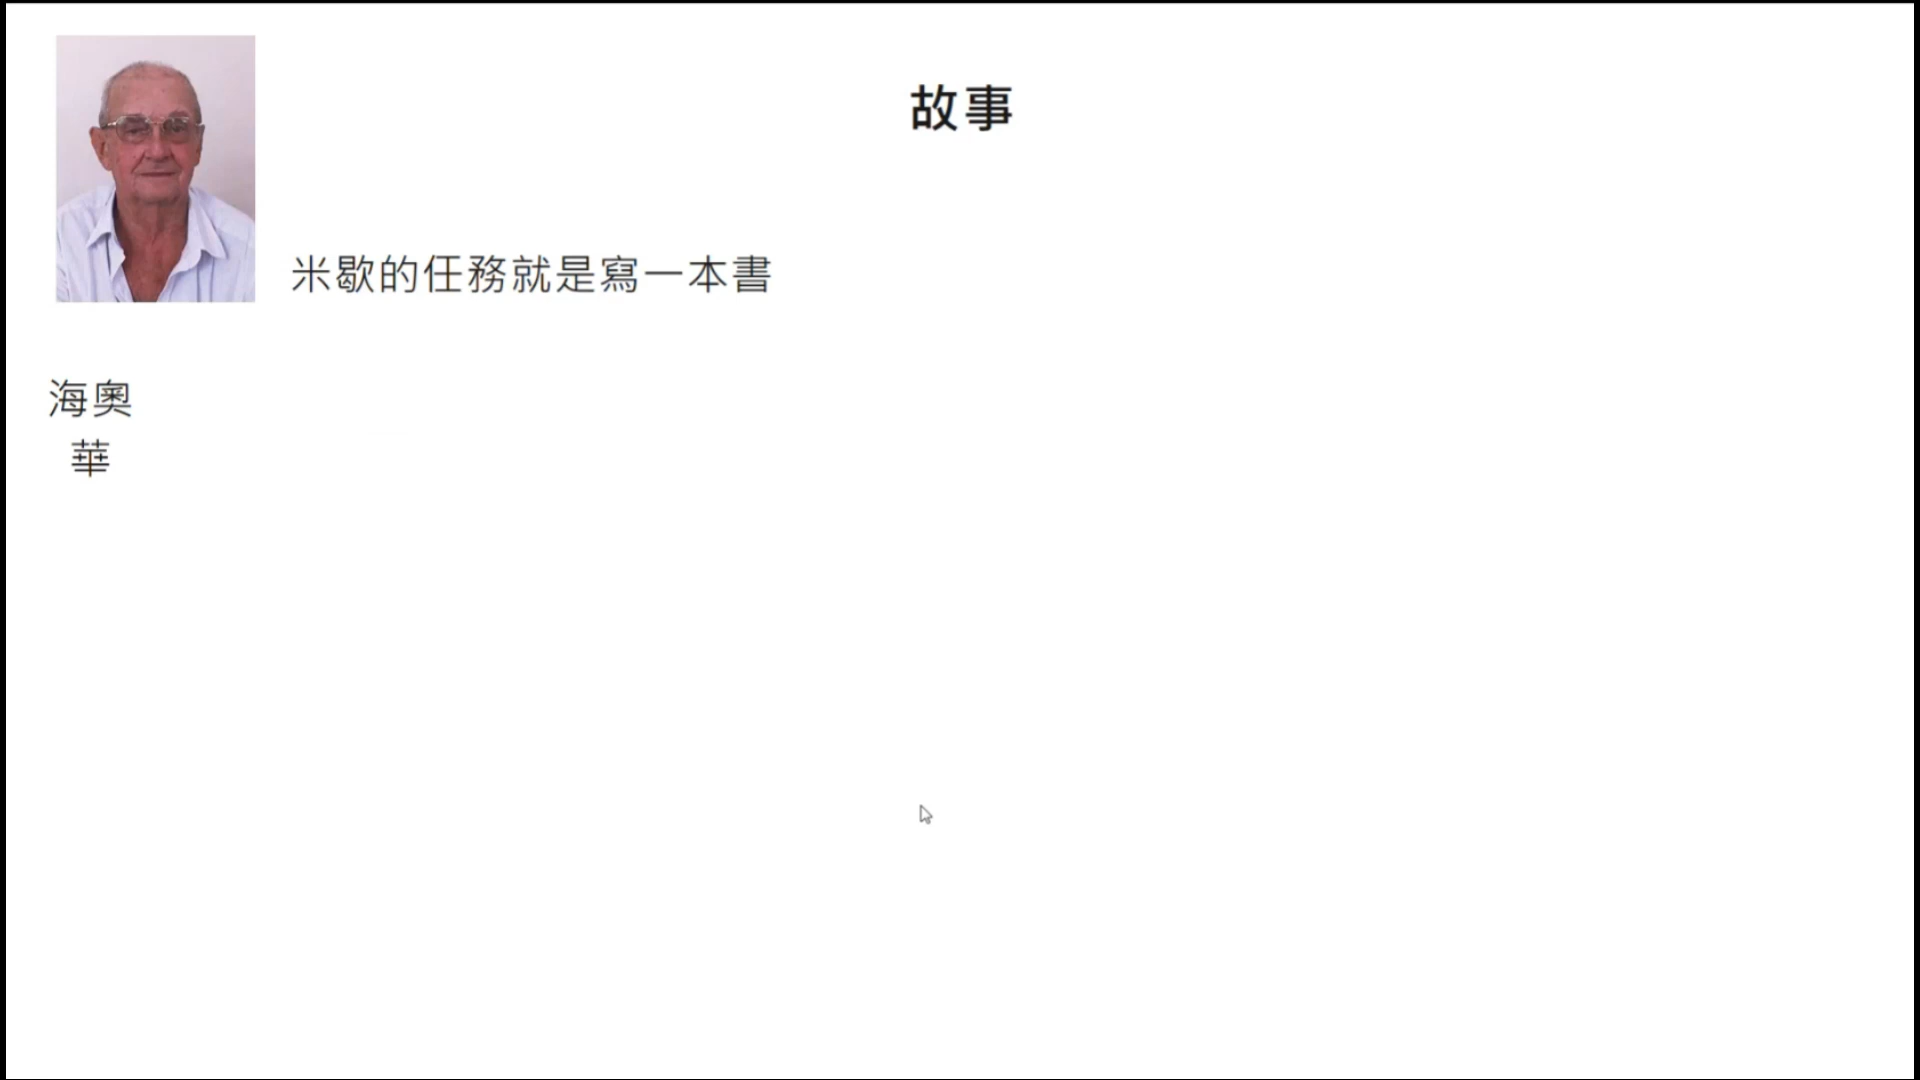 故事
米歇的任務就是寫一本書
海奧
華